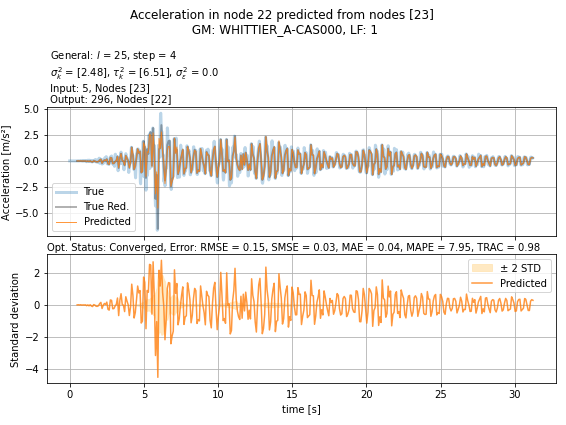 Acceleration in node 22 predicted from nodes [23]
GM: WHITTIER_A-CAS000, LF: 1
General: l = 25, step = 4
σ²ₖ = [2.48], τ²ₖ = [6.51], σ²ε = 0.0
Input: 5, Nodes [23]
Output: 296, Nodes [22]
Acceleration [m/s²]
5.0
2.5
0.0
−2.5
−5.0
True
True Red.
Predicted
Opt. Status: Converged, Error: RMSE = 0.15, SMSE = 0.03, MAE = 0.04, MAPE = 7.95, TRAC = 0.98
Standard deviation
2
0
−2
−4
± 2 STD
Predicted
0 5 10 15 20 25 30
time [s]